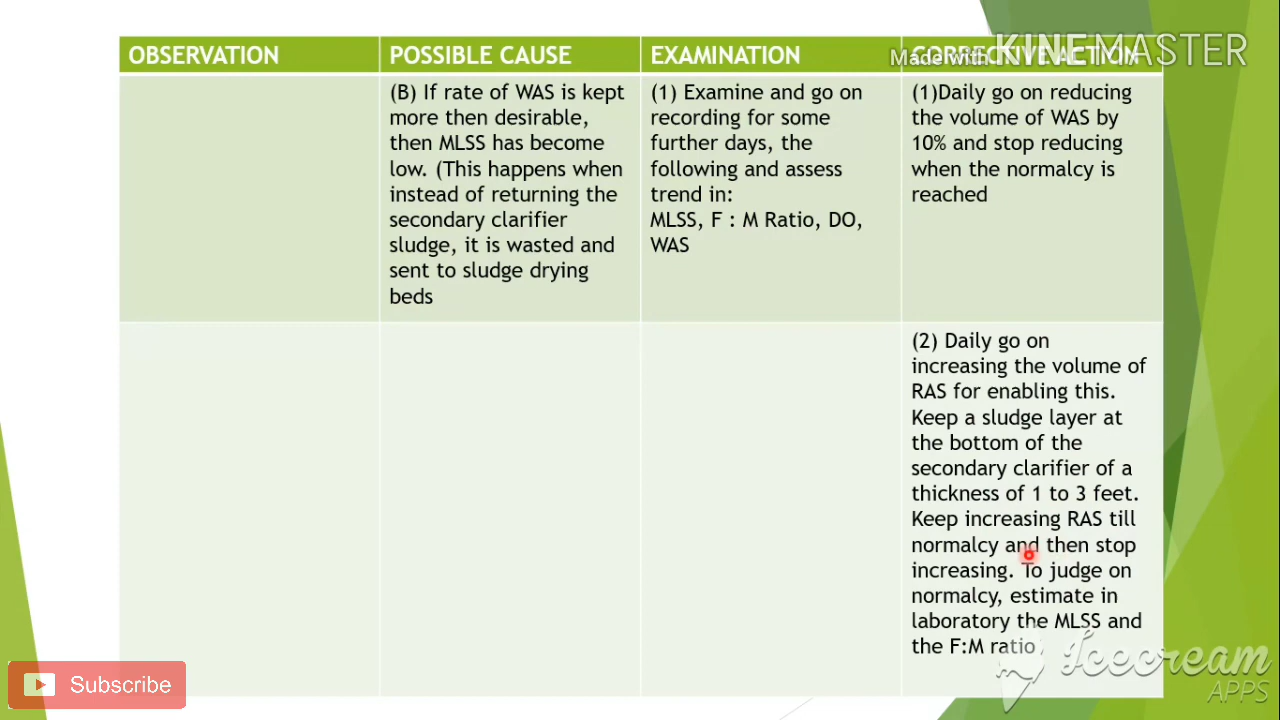 OBSERVATION
POSSIBLE CAUSE
EXAMINATION
CORRECTIVE ACTION
Made with KINEMASTER
(B) If rate of WAS is kept
more then desirable,
then MLSS has become
low. (This happens when
instead of returning the
secondary clarifier
sludge, it is wasted and
sent to sludge drying
beds
(1) Examine and go on
recording for some
further days, the
following and assess
trend in:
MLSS, F : M Ratio, DO,
WAS
(1)Daily go on reducing
the volume of WAS by
10% and stop reducing
when the normalcy is
reached
(2) Daily go on
increasing the volume of
RAS for enabling this.
Keep a sludge layer at
the bottom of the
secondary clarifier of a
thickness of 1 to 3 feet.
Keep increasing RAS till
normalcy and then stop
increasing. To judge on
normalcy, estimate in
laboratory the MLSS and
the F:M ratio
Subscribe
Icecream
APPS